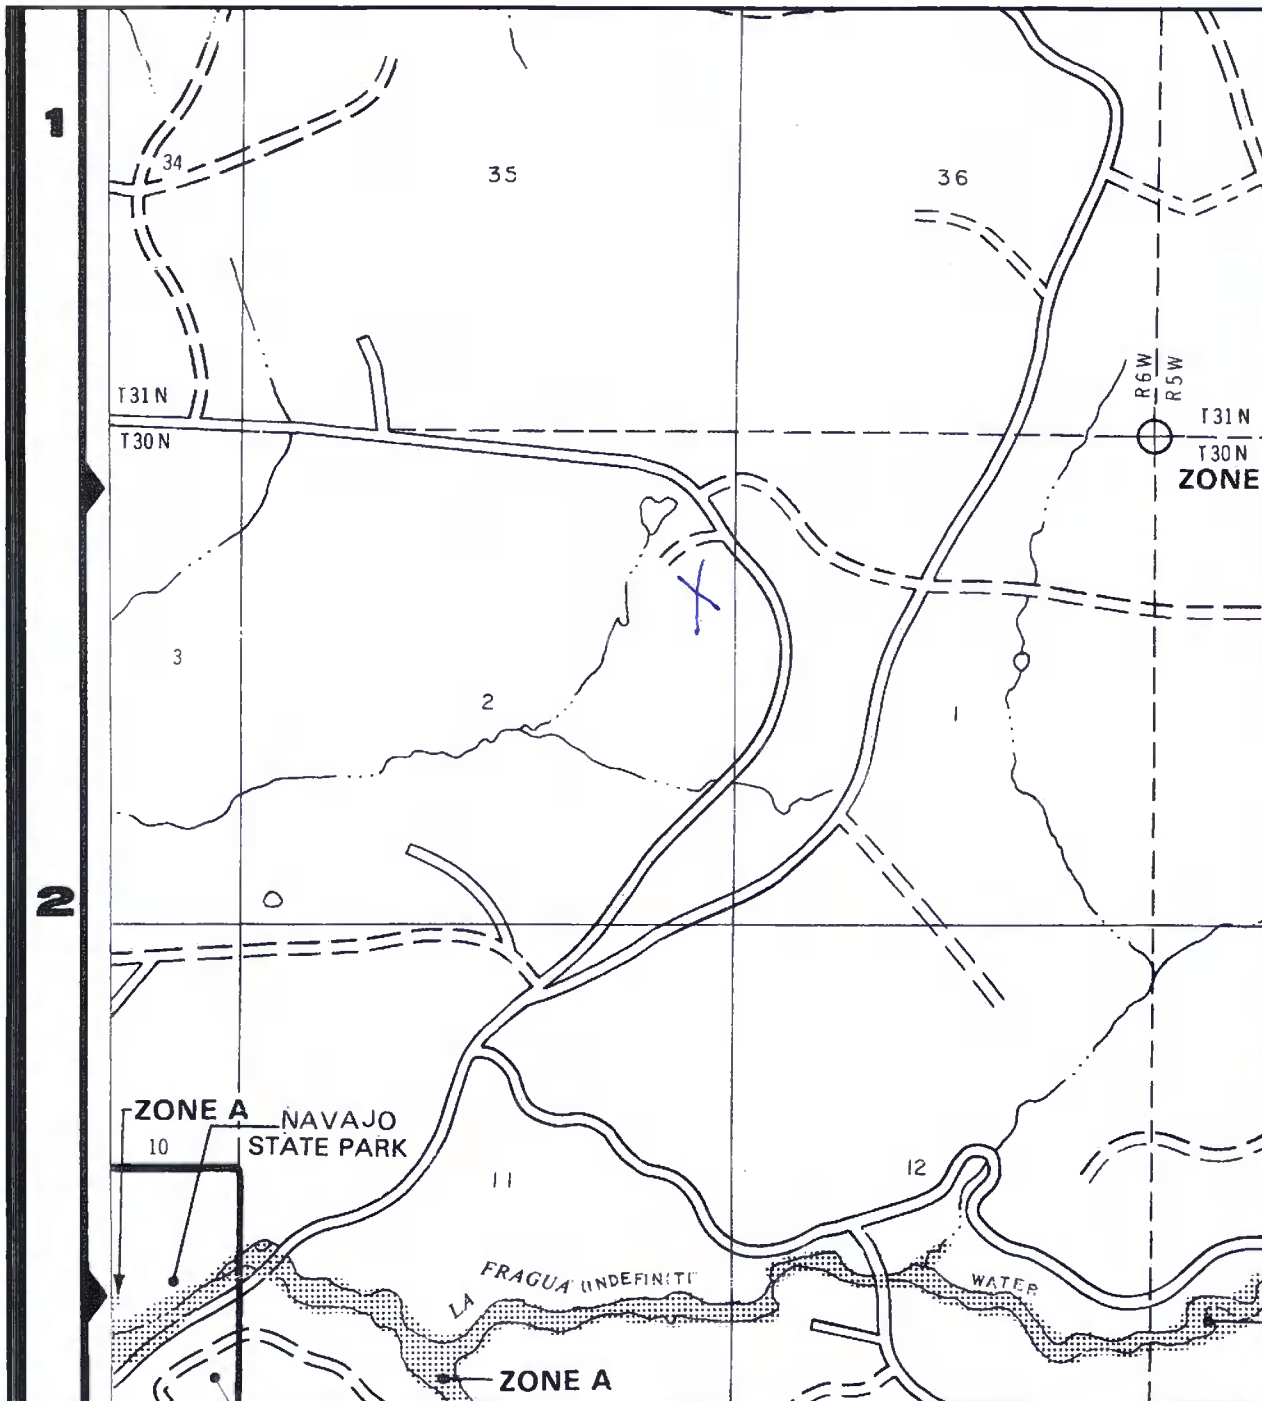 1
34
35
36
R6W
R5W
T31N
T30N
T31N
T30N
ZONE
3
2
1
2
ZONE A
NAVAJO
STATE PARK
10
11
12
LA FRAGUA (INDEFINITE
WATER
ZONE A